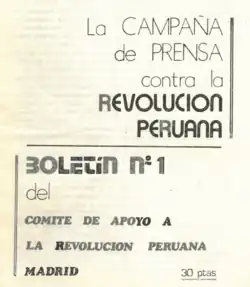 La CAMPAÑA
de PRENSA
contra la
REVOLUCION
PERUANA
BOLETÍN nº 1
del
COMITE DE APOYO A
LA REVOLUCION PERUANA
MADRID
30 ptas